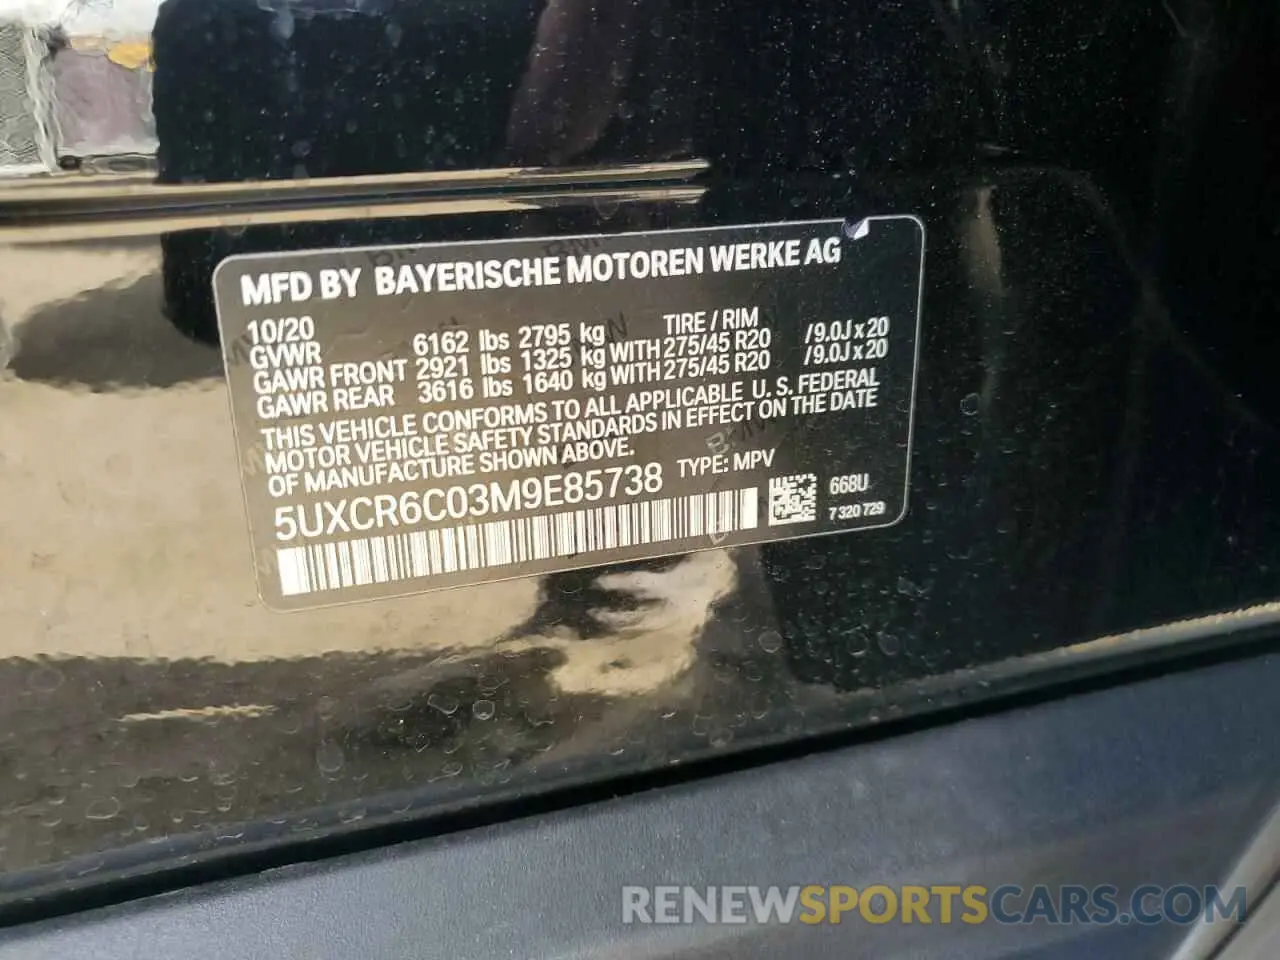 MFD BY BAYERISCHE MOTOREN WERKE AG
10/20 TIRE / RIM
GVWR 6162 lbs 2795 kg
GAWR FRONT 2921 lbs 1325 kg WITH 275/45 R20 /9.0J x 20
GAWR REAR 3616 lbs 1640 kg WITH 275/45 R20 /9.0J x 20
THIS VEHICLE CONFORMS TO ALL APPLICABLE U. S. FEDERAL
MOTOR VEHICLE SAFETY STANDARDS IN EFFECT ON THE DATE
OF MANUFACTURE SHOWN ABOVE.
5UXCR6C03M9E85738 TYPE: MPV
668U
7 320 729
RENEWSPORTSCARS.COM